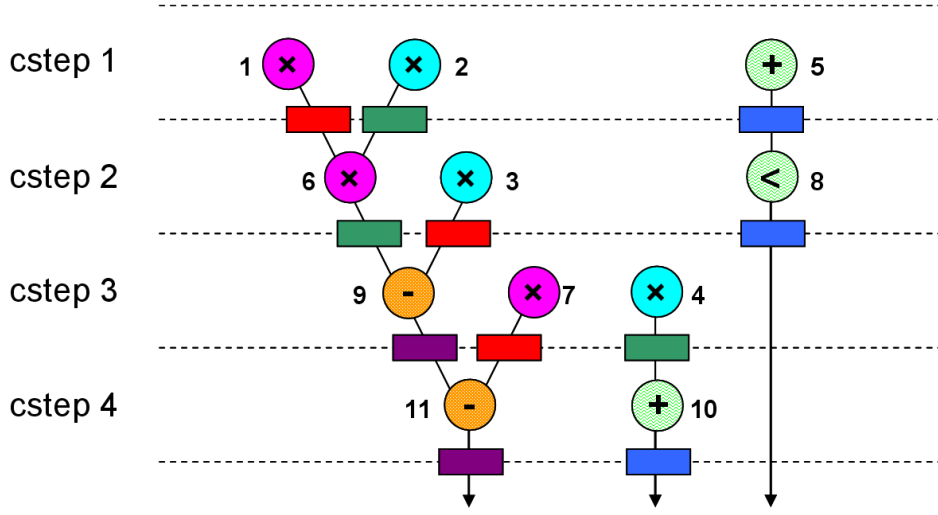 cstep 1
1 × × 2 + 5
cstep 2
6 × × 3 < 8
cstep 3
9 - × 7 × 4
cstep 4
11 - + 10